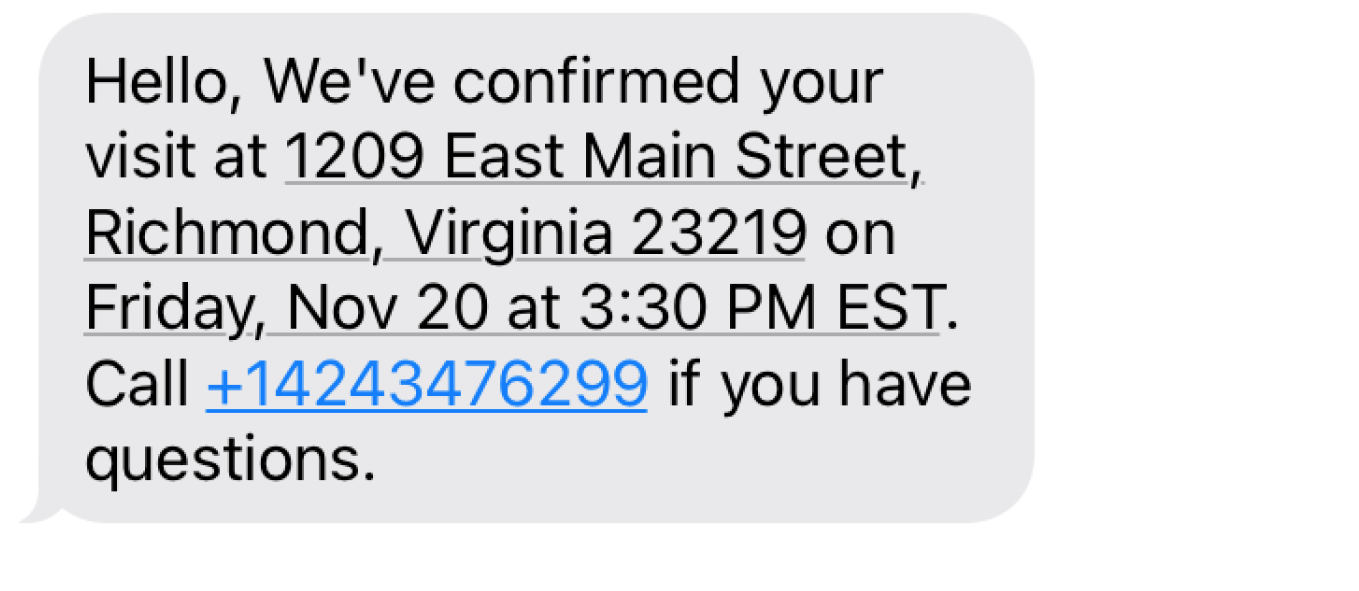 Hello, We've confirmed your
visit at 1209 East Main Street,
Richmond, Virginia 23219 on
Friday, Nov 20 at 3:30 PM EST.
Call +14243476299 if you have
questions.